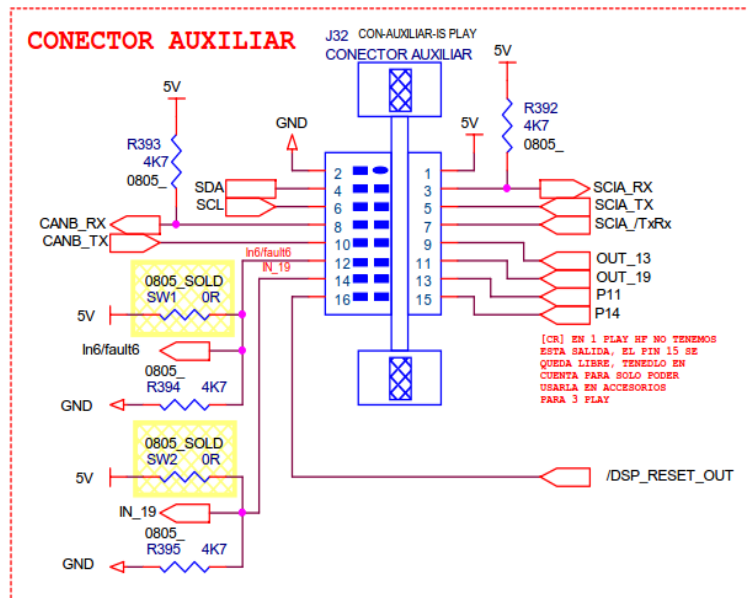 CONECTOR AUXILIAR
J32 CON-AUXILIAR-IS PLAY
CONECTOR AUXILIAR
5V
R393
4K7
0805_
GND
5V
R392
4K7
0805_
2
1
SDA
4
3
SCIA_RX
SCL
6
5
SCIA_TX
CANB_RX
8
7
SCIA_/TxRx
CANB_TX
10
9
OUT_13
In6/fault6
12
11
OUT_19
IN_19
14
13
P11
16
15
P14
0805_SOLD
SW1 0R
5V
In6/fault6
0805_
R394 4K7
GND
[CR] EN 1 PLAY HF NO TENEMOS
ESTA SALIDA, EL PIN 15 SE
QUEDA LIBRE, TENEDLO EN
CUENTA PARA SOLO PODER
USARLA EN ACCESORIOS
PARA 3 PLAY
0805_SOLD
SW2 0R
5V
/DSP_RESET_OUT
IN_19
0805_
R395 4K7
GND